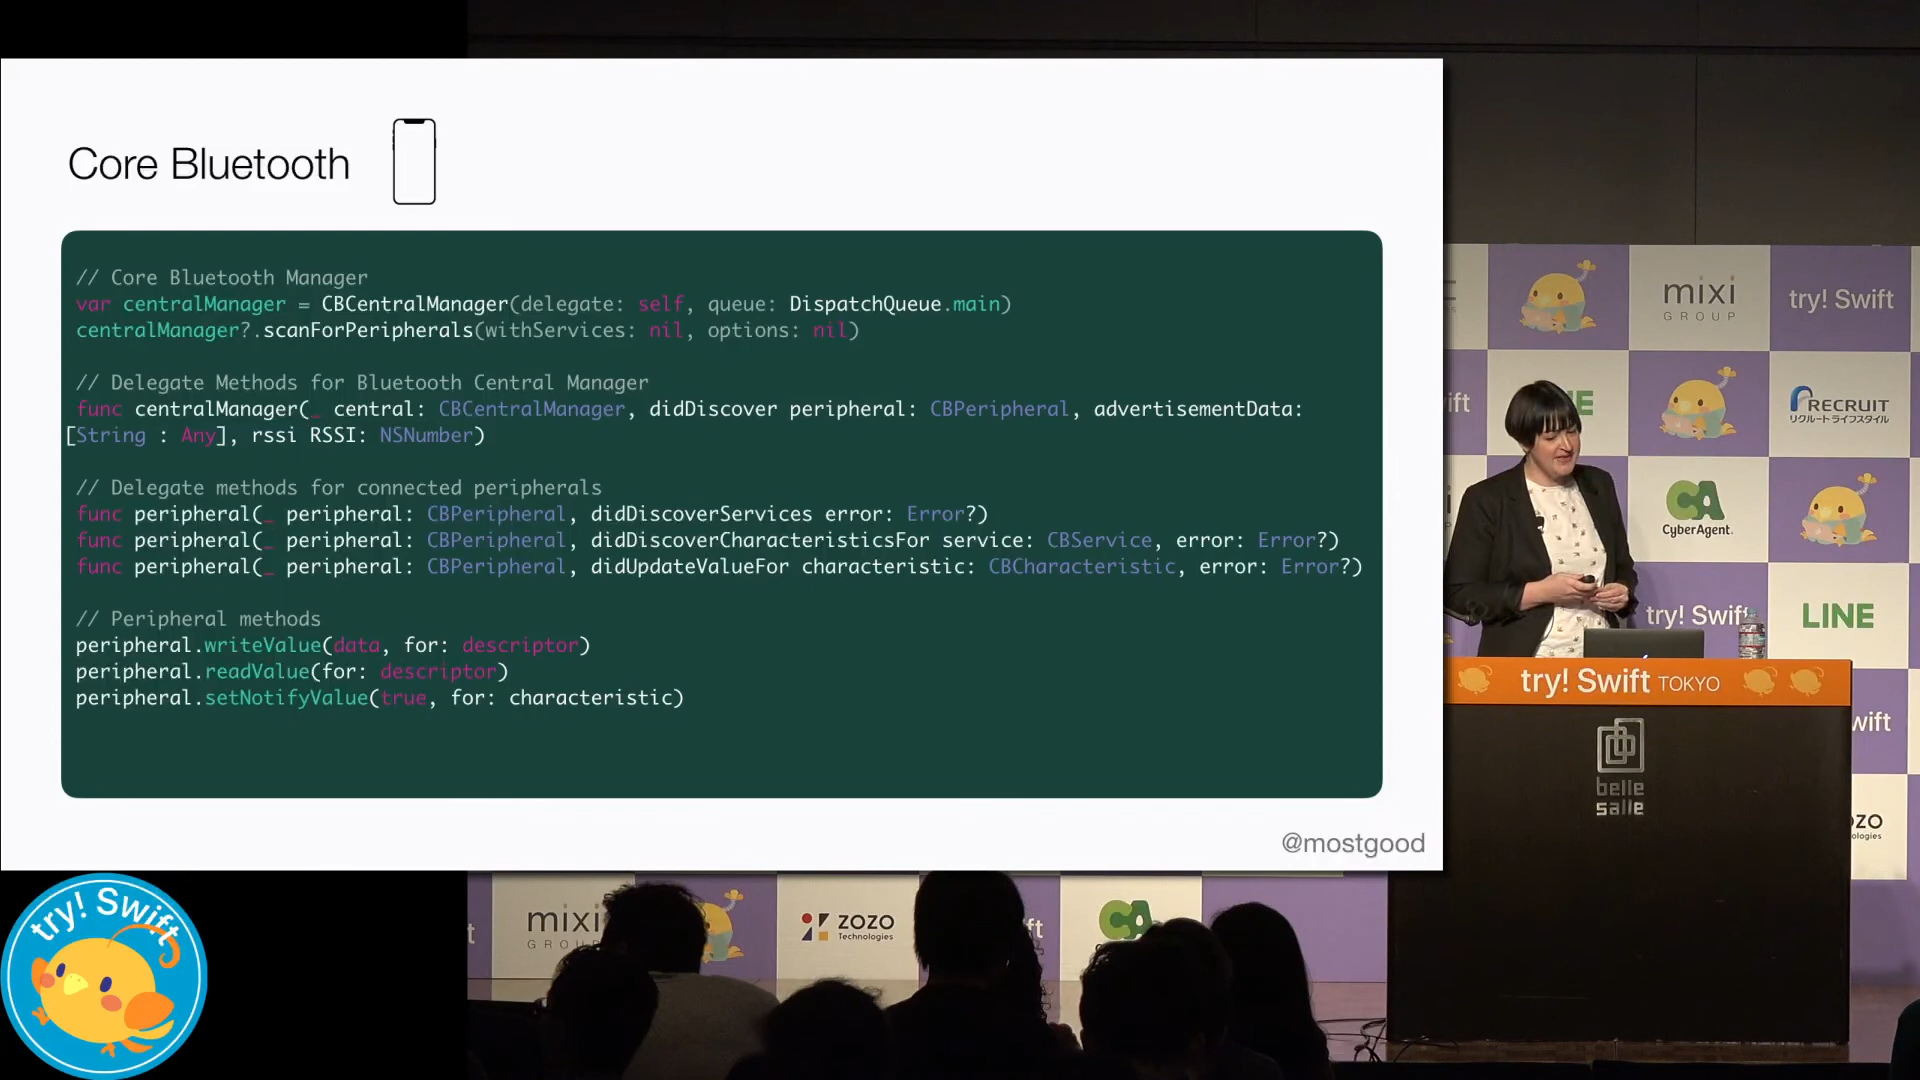 Core Bluetooth
// Core Bluetooth Manager
var centralManager = CBCentralManager(delegate: self, queue: DispatchQueue.main)
centralManager?.scanForPeripherals(withServices: nil, options: nil)
// Delegate Methods for Bluetooth Central Manager
func centralManager(_ central: CBCentralManager, didDiscover peripheral: CBPeripheral, advertisementData:
[String : Any], rssi RSSI: NSNumber)
// Delegate methods for connected peripherals
func peripheral(_ peripheral: CBPeripheral, didDiscoverServices error: Error?)
func peripheral(_ peripheral: CBPeripheral, didDiscoverCharacteristicsFor service: CBService, error: Error?)
func peripheral(_ peripheral: CBPeripheral, didUpdateValueFor characteristic: CBCharacteristic, error: Error?)
// Peripheral methods
peripheral.writeValue(data, for: descriptor)
peripheral.readValue(for: descriptor)
peripheral.setNotifyValue(true, for: characteristic)
@mostgood
mixi
GROUP
try! Swift
RECRUIT
リクルートライフスタイル
CyberAgent.
try! Swift
LINE
try! Swift TOKYO
belle
salle
try! Swift
mixi
GROUP
ZOZO
Technologies